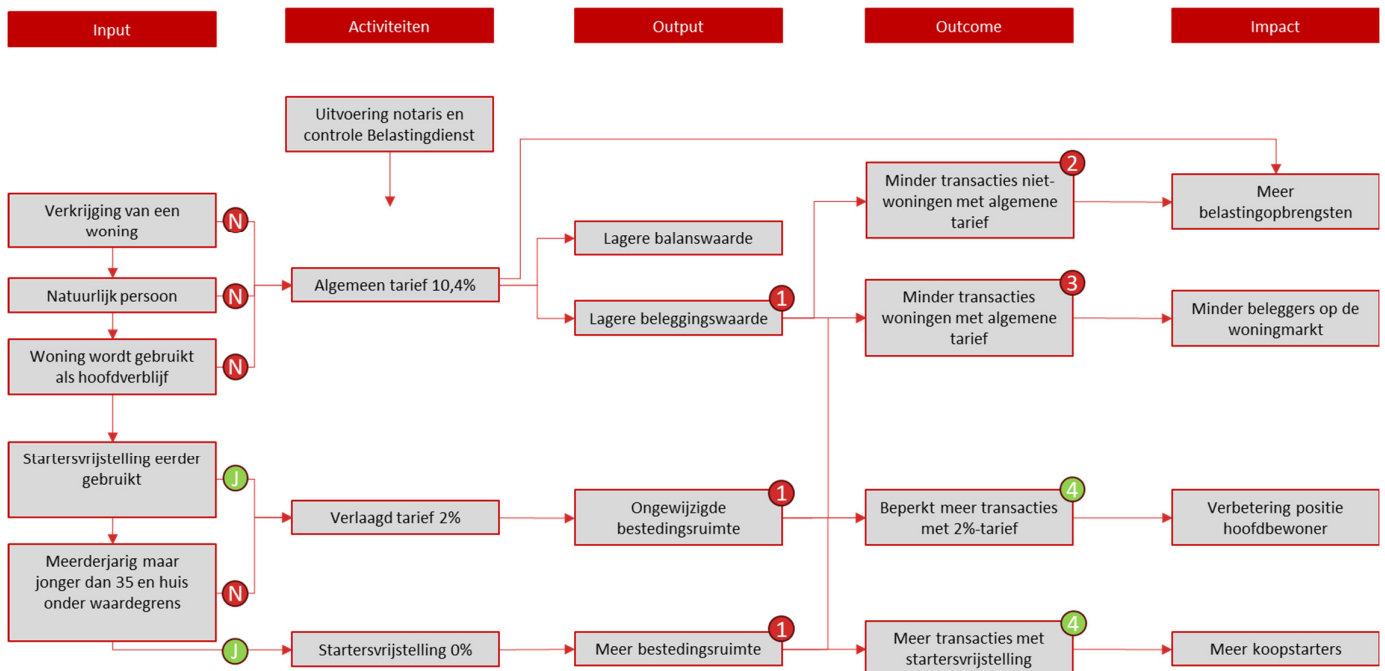 Input
Activiteiten
Output
Outcome
Impact
Uitvoering notaris en
controle Belastingdienst
Verkrijging van een
woning
N
Natuurlijk persoon
N
Woning wordt gebruikt
als hoofdverblijf
N
Startersvrijstelling eerder
gebruikt
J
Meerderjarig maar
jonger dan 35 en huis
onder waardegrens
N
J
Algemeen tarief 10,4%
Verlaagd tarief 2%
Startersvrijstelling 0%
Lagere balanswaarde
Lagere beleggingswaarde
1
Ongewijzigde
bestedingsruimte
1
Meer bestedingsruimte
1
Minder transacties niet-
woningen met algemene
tarief
2
Minder transacties
woningen met algemene
tarief
3
Beperkt meer transacties
met 2%-tarief
4
Meer transacties met
startersvrijstelling
4
Meer
belastingopbrengsten
Minder beleggers op de
woningmarkt
Verbetering positie
hoofdbewoner
Meer koopstarters